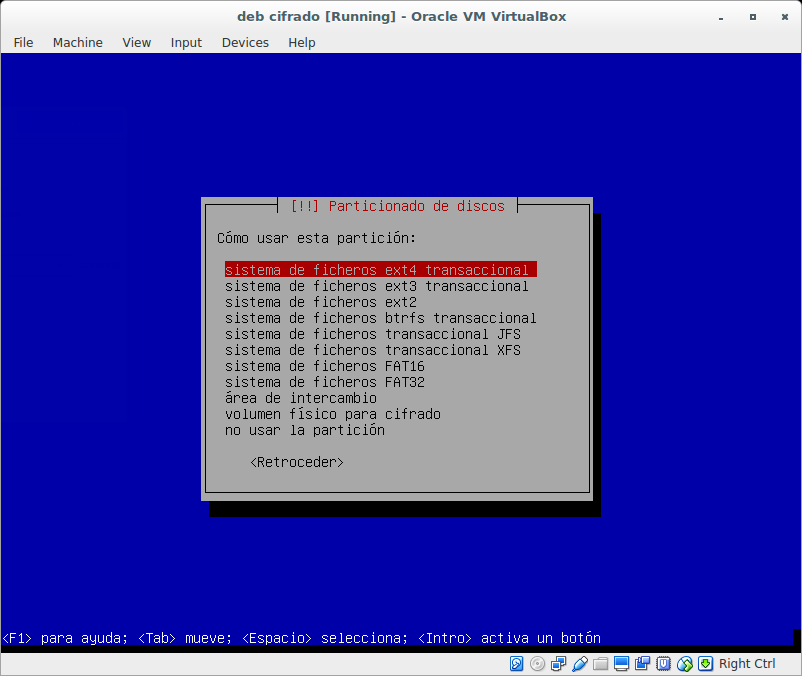 deb cifrado [Running] - Oracle VM VirtualBox
File Machine View Input Devices Help
[!!] Particionado de discos
Cómo usar esta partición:
sistema de ficheros ext4 transaccional
sistema de ficheros ext3 transaccional
sistema de ficheros ext2
sistema de ficheros btrfs transaccional
sistema de ficheros transaccional JFS
sistema de ficheros transaccional XFS
sistema de ficheros FAT16
sistema de ficheros FAT32
área de intercambio
volumen físico para cifrado
no usar la partición
<Retroceder>
<F1> para ayuda; <Tab> mueve; <Espacio> selecciona; <Intro> activa un botón
Right Ctrl